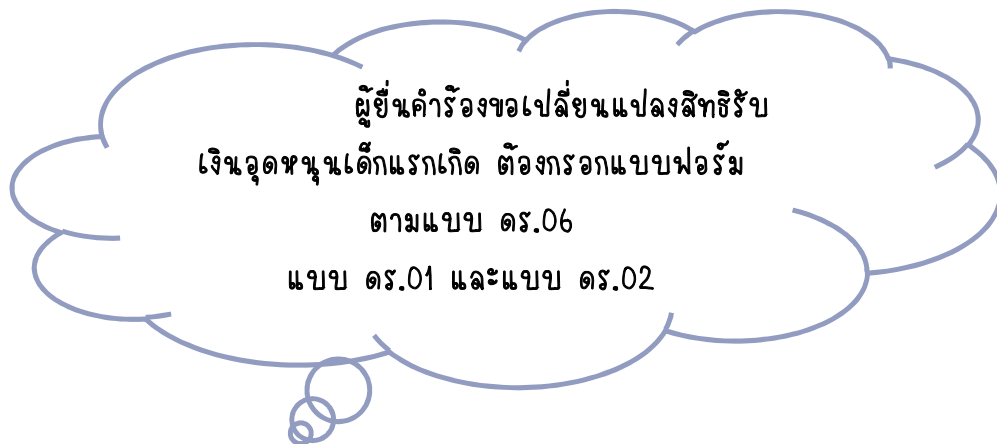 ผู้ยื่นคำร้องขอเปลี่ยนแปลงสิทธิรับ
เงินอุดหนุนเด็กแรกเกิด ต้องกรอกแบบฟอร์ม
ตามแบบ ดร.06
แบบ ดร.01 และแบบ ดร.02